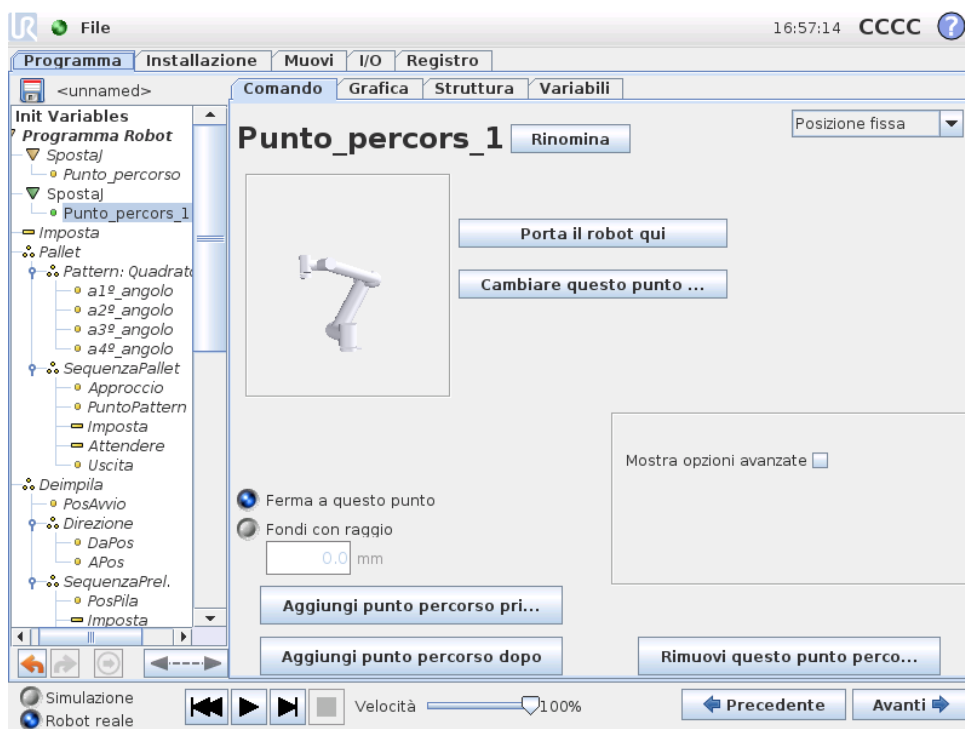 UR File 16:57:14 CCCC ?
Programma Installazione Muovi I/O Registro
<unnamed>
Comando Grafica Struttura Variabili
Init Variables
Programma Robot
SpostaJ
Punto_percorso
SpostaJ
Punto_percors_1
Imposta
Pallet
Pattern: Quadrato
a1º_angolo
a2º_angolo
a3º_angolo
a4º_angolo
SequenzaPallet
Approccio
PuntoPattern
Imposta
Attendere
Uscita
Deimpila
PosAvvio
Direzione
DaPos
APos
SequenzaPrel.
PosPila
Imposta
Punto_percors_1 Rinomina
Posizione fissa
Porta il robot qui
Cambiare questo punto ...
Mostra opzioni avanzate
Ferma a questo punto
Fondi con raggio
0.0 mm
Aggiungi punto percorso pri...
Aggiungi punto percorso dopo
Rimuovi questo punto perco...
Simulazione
Robot reale
Velocità 100%
Precedente Avanti